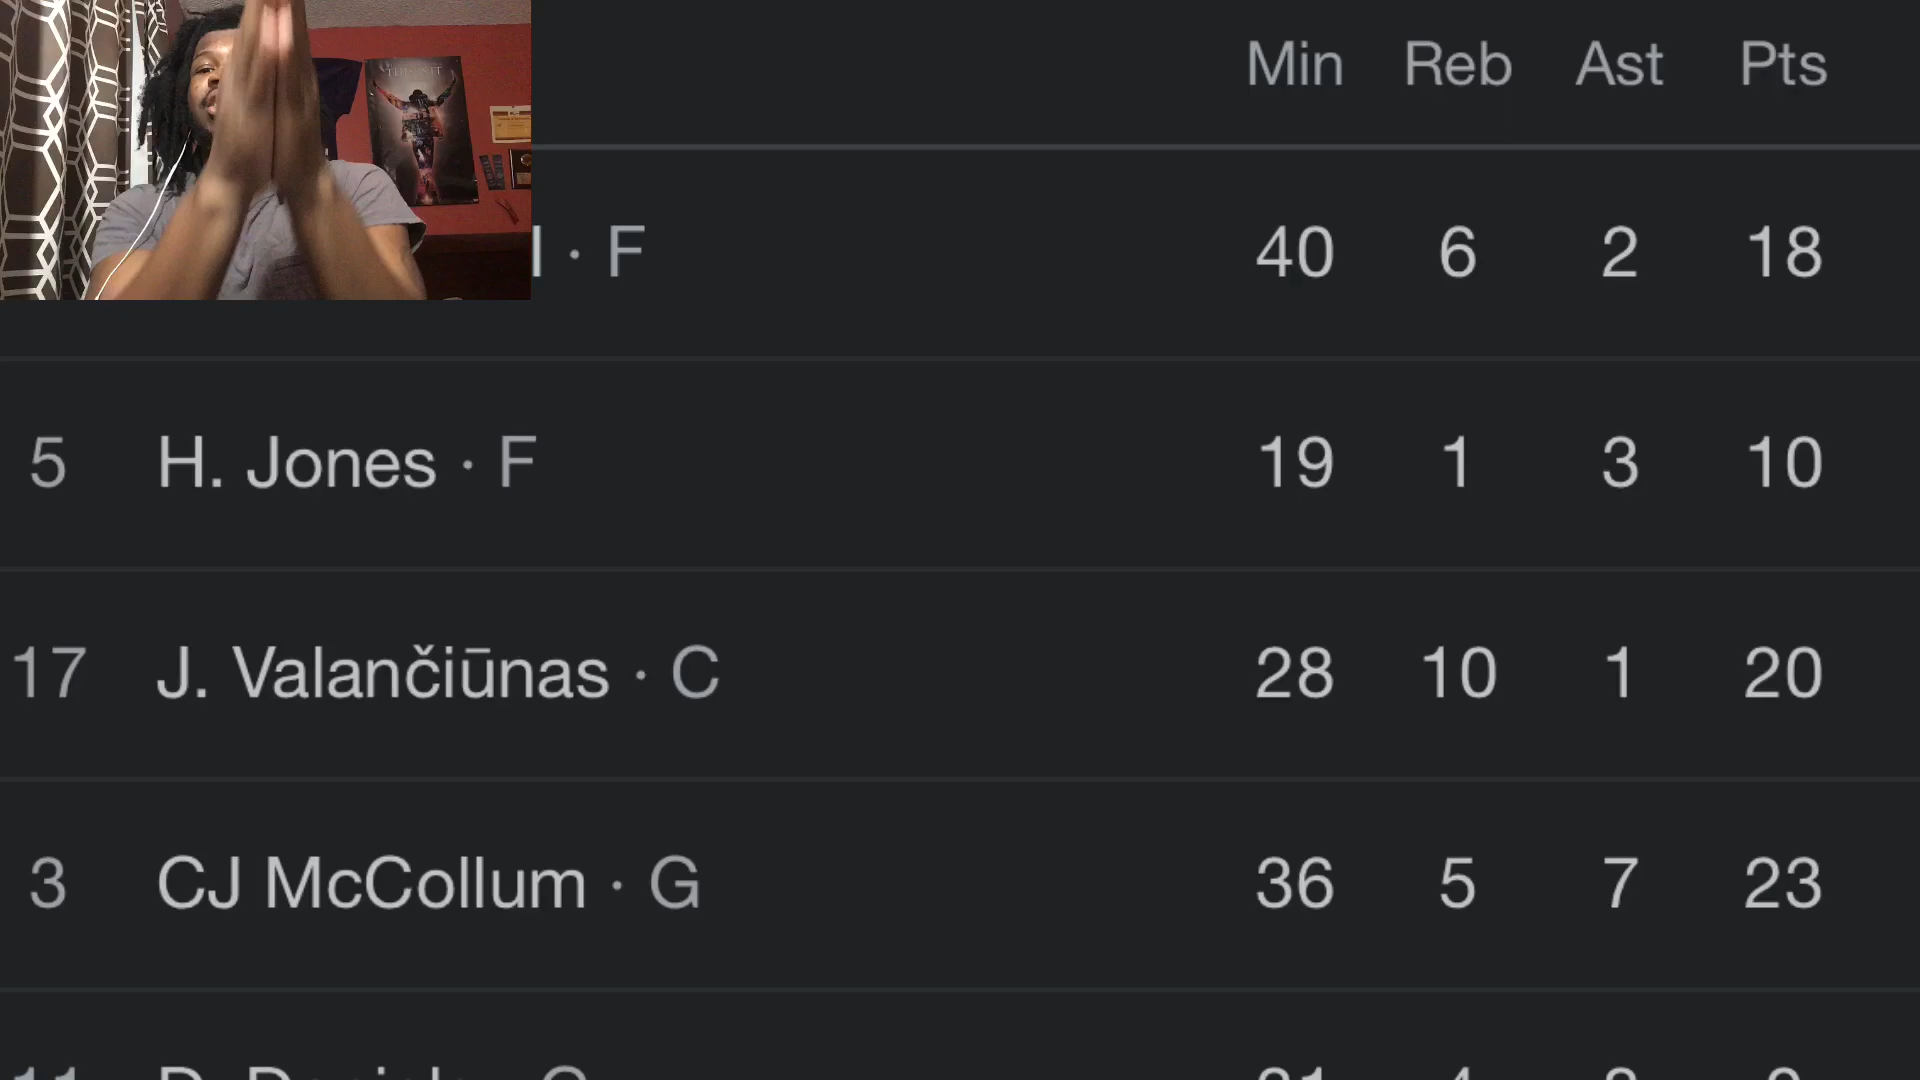 Min Reb Ast Pts
· F 40 6 2 18
5 H. Jones · F 19 1 3 10
17 J. Valančiūnas · C 28 10 1 20
3 CJ McCollum · G 36 5 7 23